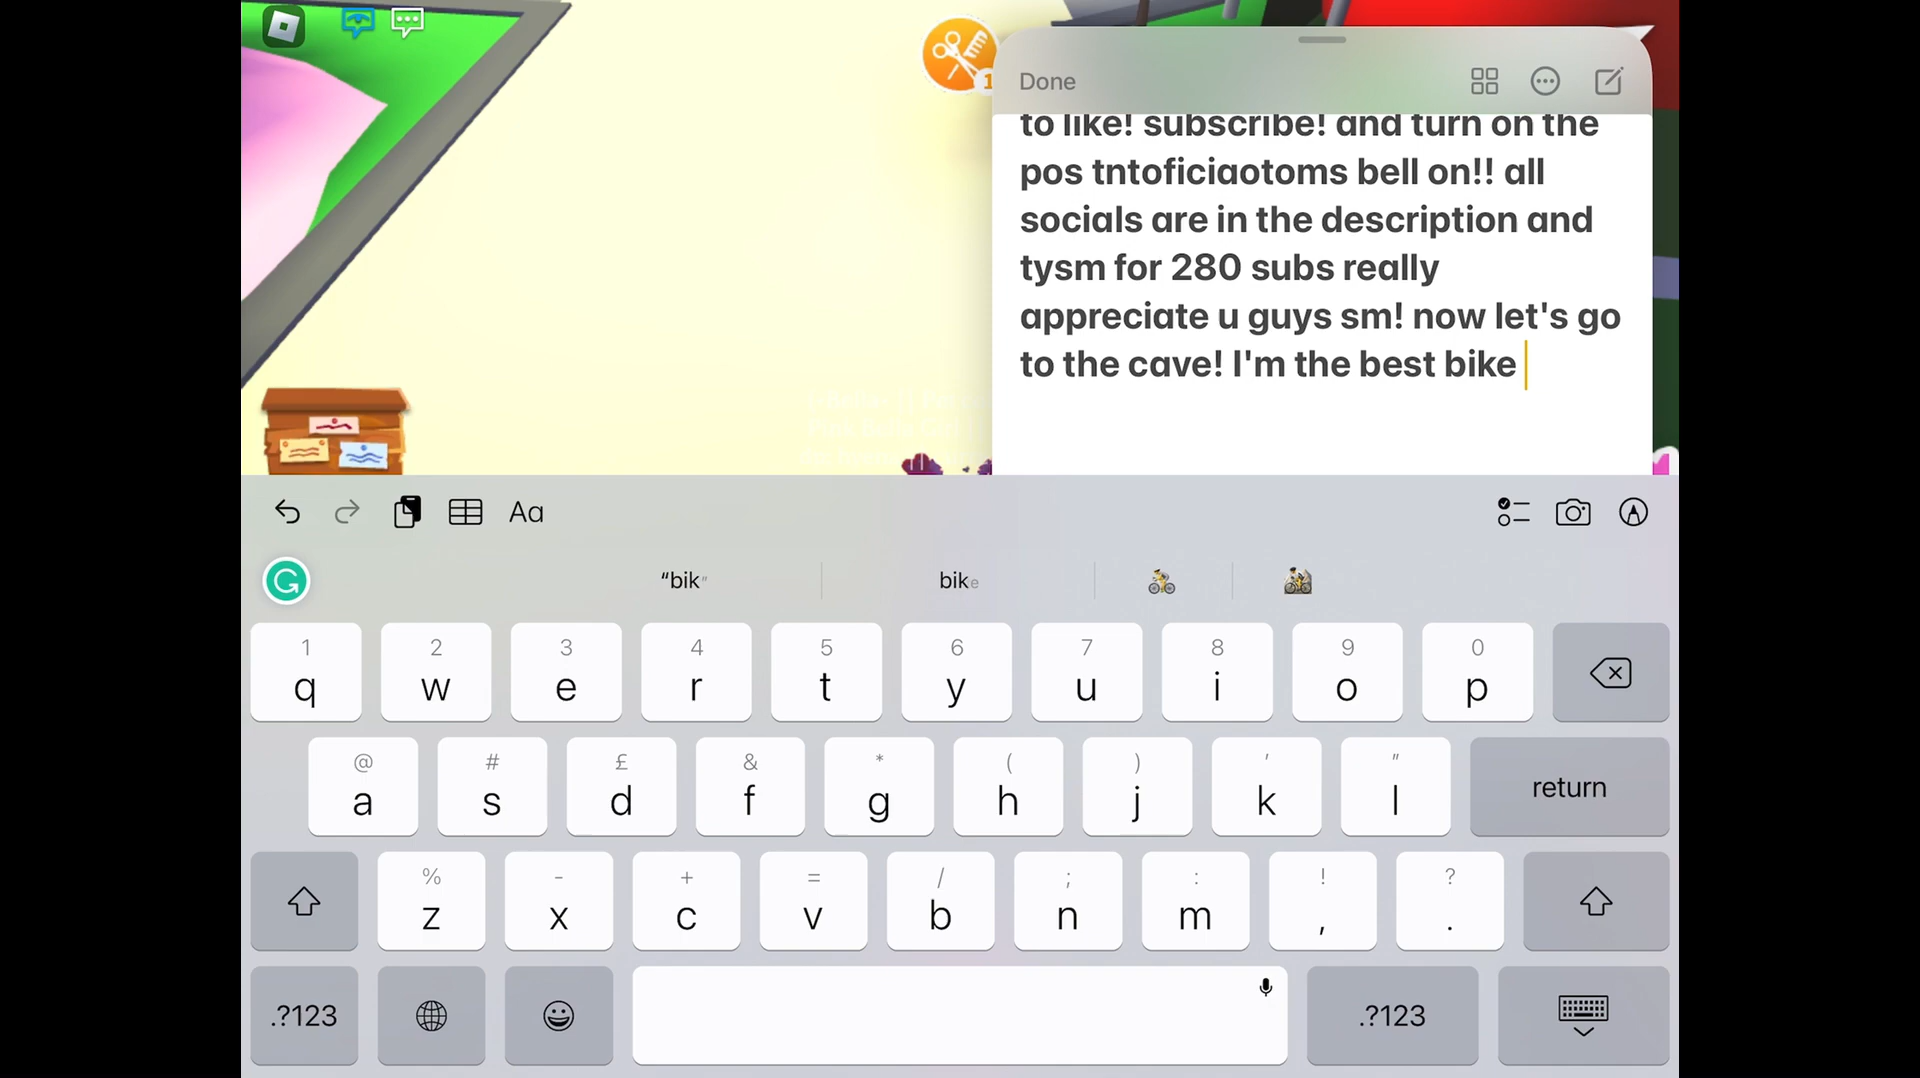 1
Done
to like! subscribe! and turn on the
pos tntoficiaotoms bell on!! all
socials are in the description and
tysm for 280 subs really
appreciate u guys sm! now let's go
to the cave! I'm the best bike
Aa
“bik” bike
1 2 3 4 5 6 7 8 9 0
q w e r t y u i o p
@ # £ & * ( ) ' "
a s d f g h j k l return
% - + = / ; : ! ?
z x c v b n m , .
.?123 .?123